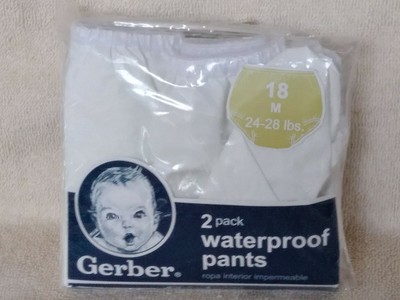 18
M
24-28 lbs.
2 pack
waterproof
pants
Gerber®
ropa interior impermeable